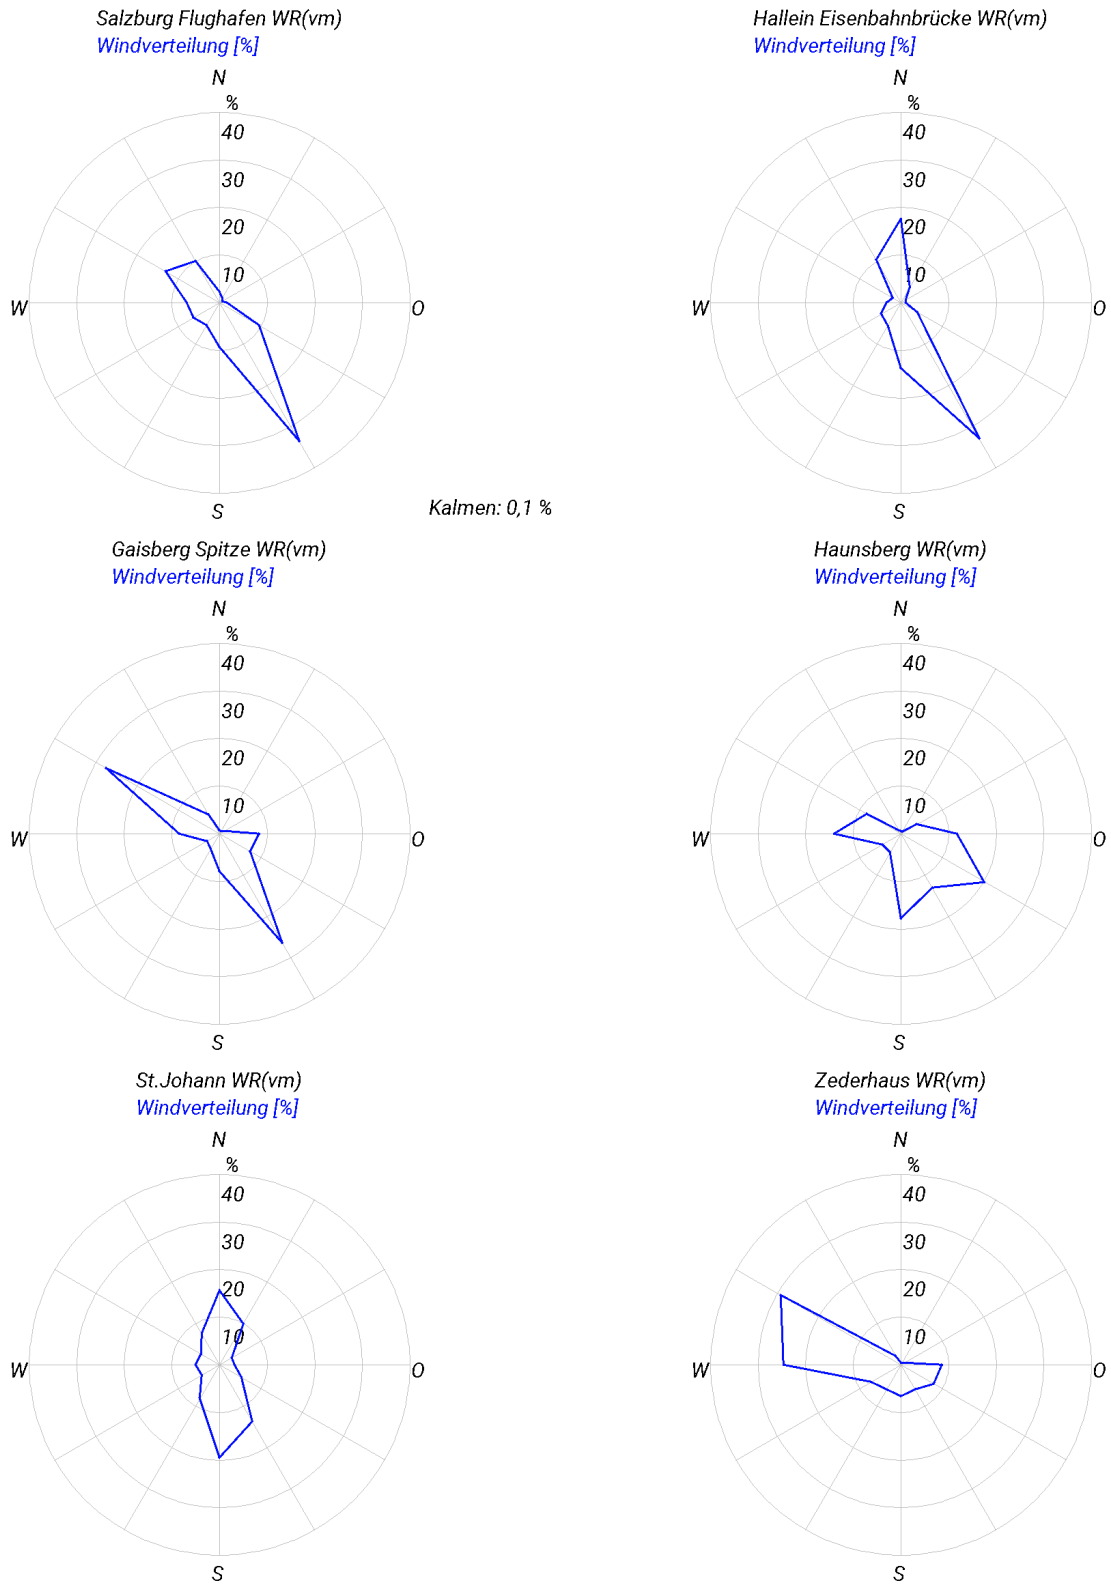 Salzburg Flughafen WR(vm)
Windverteilung [%]
N
%
40
30
20
10
W
O
S
Hallein Eisenbahnbrücke WR(vm)
Windverteilung [%]
N
%
40
30
20
10
W
O
S
Kalmen: 0,1 %
Gaisberg Spitze WR(vm)
Windverteilung [%]
N
%
40
30
20
10
W
O
S
Haunsberg WR(vm)
Windverteilung [%]
N
%
40
30
20
10
W
O
S
St.Johann WR(vm)
Windverteilung [%]
N
%
40
30
20
10
W
O
S
Zederhaus WR(vm)
Windverteilung [%]
N
%
40
30
20
10
W
O
S